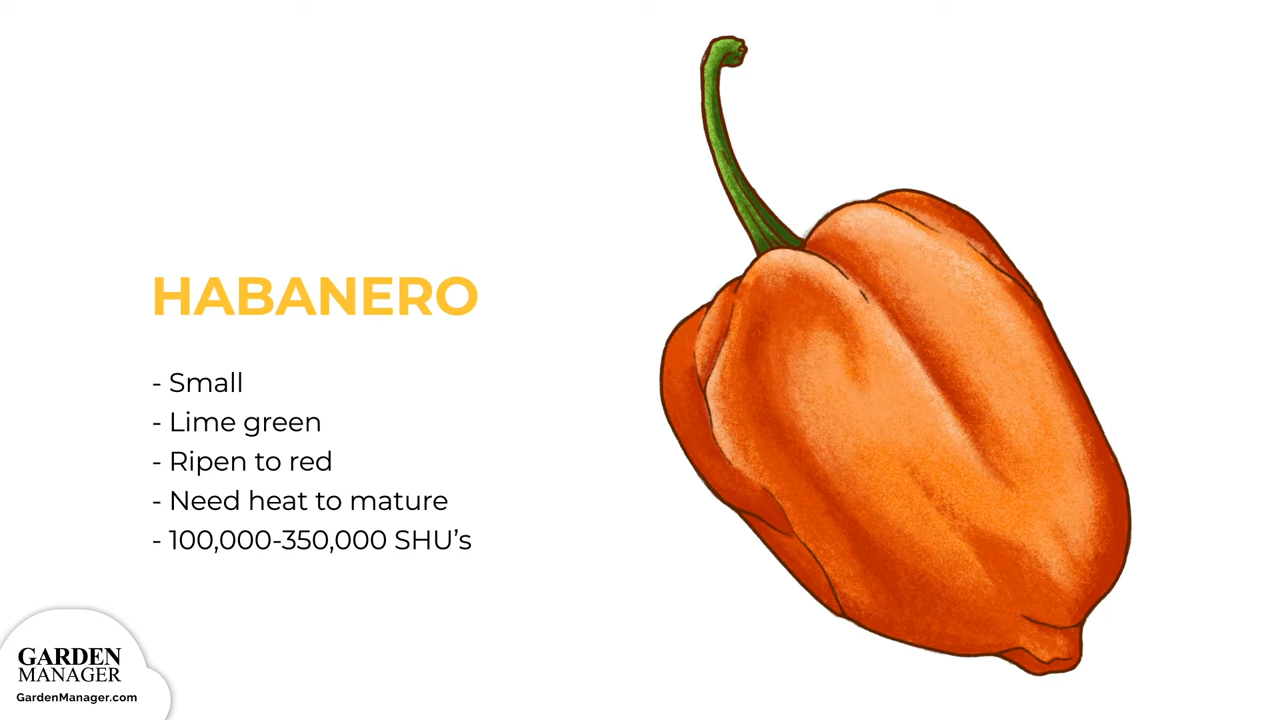 HABANERO
- Small
- Lime green
- Ripen to red
- Need heat to mature
- 100,000-350,000 SHU’s
GARDEN
MANAGER
GardenManager.com